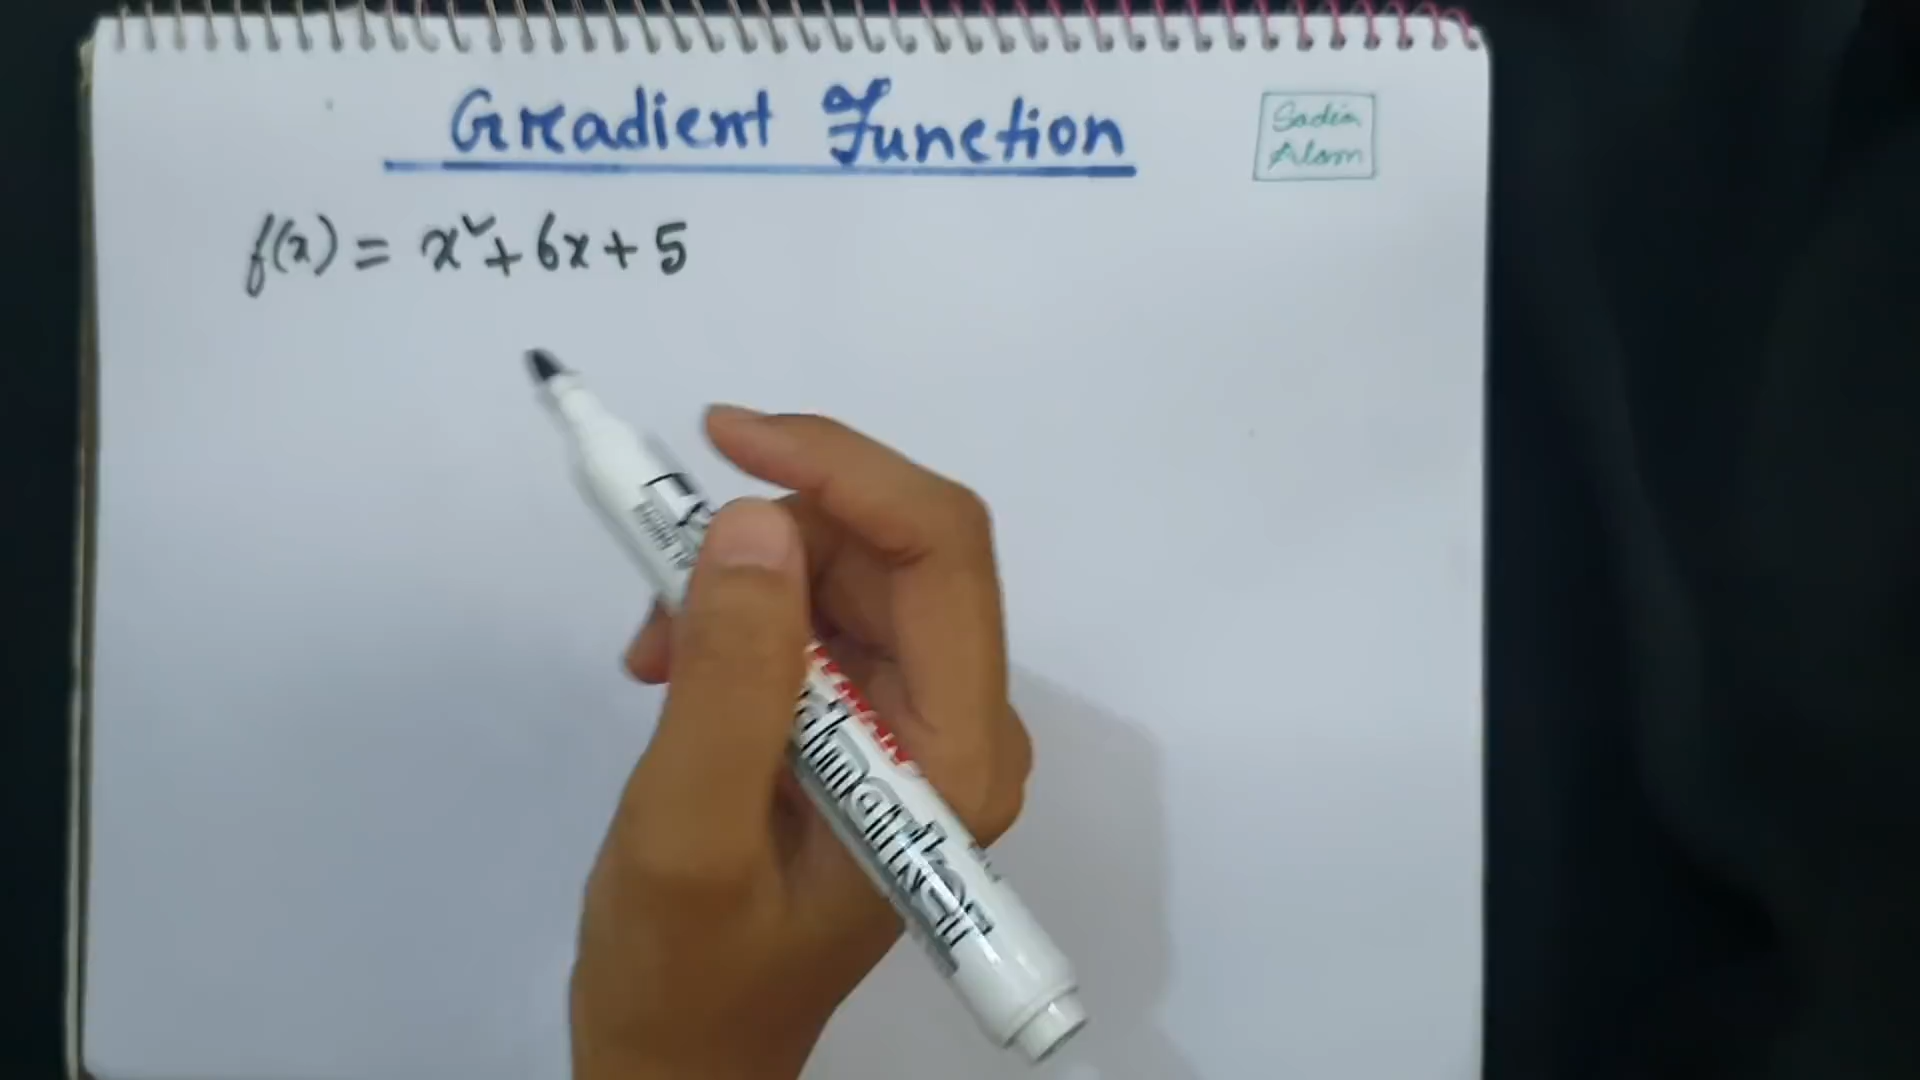 Gradient Function
Sadia
Alam
f(x) = x² + 6x + 5